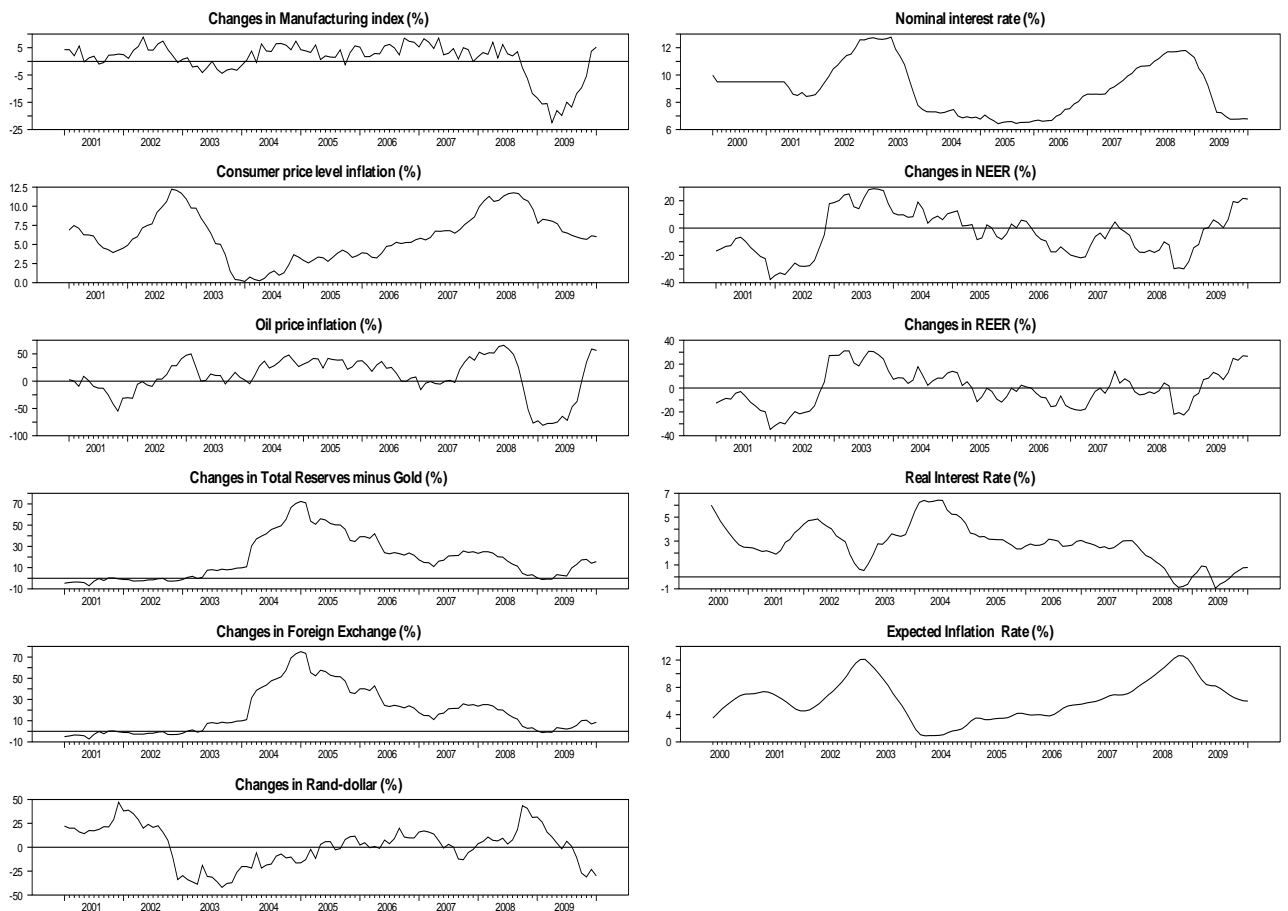 Changes in Manufacturing index (%)
5
-5
-15
-25
2001 2002 2003 2004 2005 2006 2007 2008 2009
Nominal interest rate (%)
12
10
8
6
2000 2001 2002 2003 2004 2005 2006 2007 2008 2009
Consumer price level inflation (%)
12.5
10.0
7.5
5.0
2.5
0.0
2001 2002 2003 2004 2005 2006 2007 2008 2009
Changes in NEER (%)
20
0
-20
-40
2001 2002 2003 2004 2005 2006 2007 2008 2009
Oil price inflation (%)
50
0
-50
-100
2001 2002 2003 2004 2005 2006 2007 2008 2009
Changes in REER (%)
40
20
0
-20
-40
2001 2002 2003 2004 2005 2006 2007 2008 2009
Changes in Total Reserves minus Gold (%)
70
50
30
10
-10
2001 2002 2003 2004 2005 2006 2007 2008 2009
Real Interest Rate (%)
7
5
3
1
-1
2000 2001 2002 2003 2004 2005 2006 2007 2008 2009
Changes in Foreign Exchange (%)
70
50
30
10
-10
2001 2002 2003 2004 2005 2006 2007 2008 2009
Expected Inflation Rate (%)
12
8
4
0
2000 2001 2002 2003 2004 2005 2006 2007 2008 2009
Changes in Rand-dollar (%)
50
25
0
-25
-50
2001 2002 2003 2004 2005 2006 2007 2008 2009